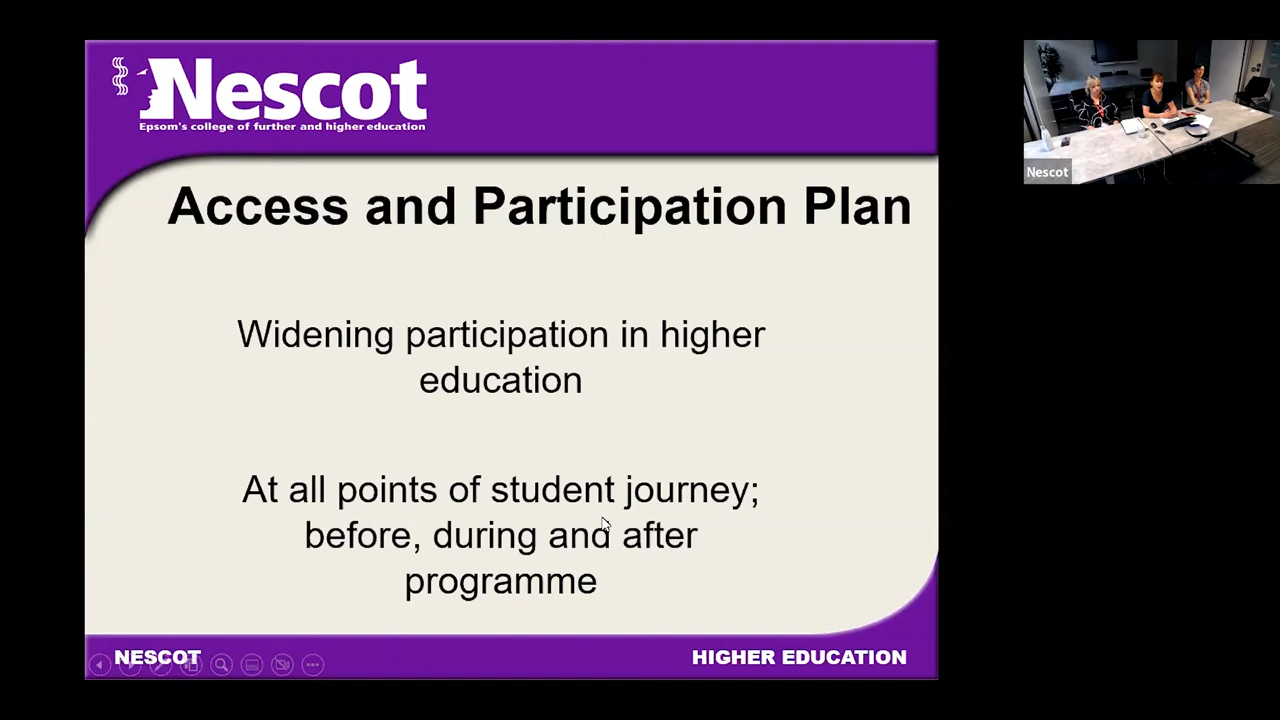 Nescot
Epsom's college of further and higher education
Access and Participation Plan
Widening participation in higher
education
At all points of student journey;
before, during and after
programme
NESCOT
HIGHER EDUCATION
Nescot